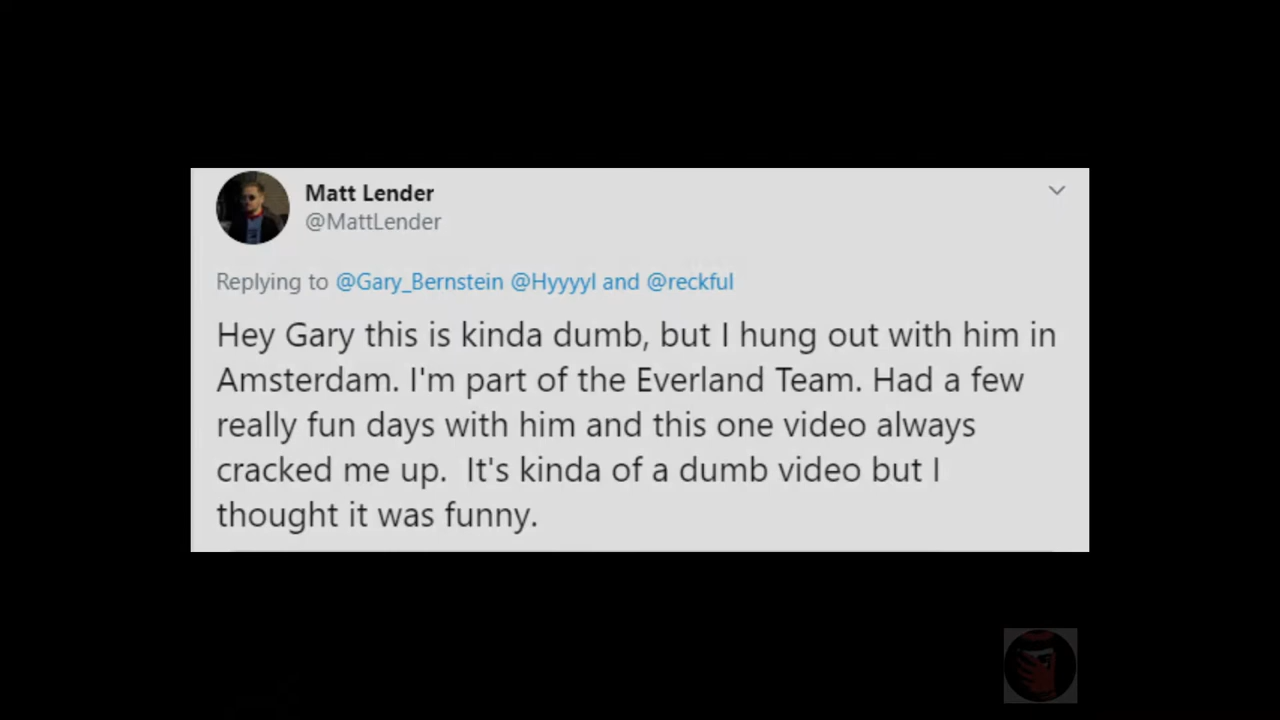 Matt Lender
@MattLender
Replying to @Gary_Bernstein @Hyyyyl and @reckful
Hey Gary this is kinda dumb, but I hung out with him in
Amsterdam. I'm part of the Everland Team. Had a few
really fun days with him and this one video always
cracked me up.  It's kinda of a dumb video but I
thought it was funny.